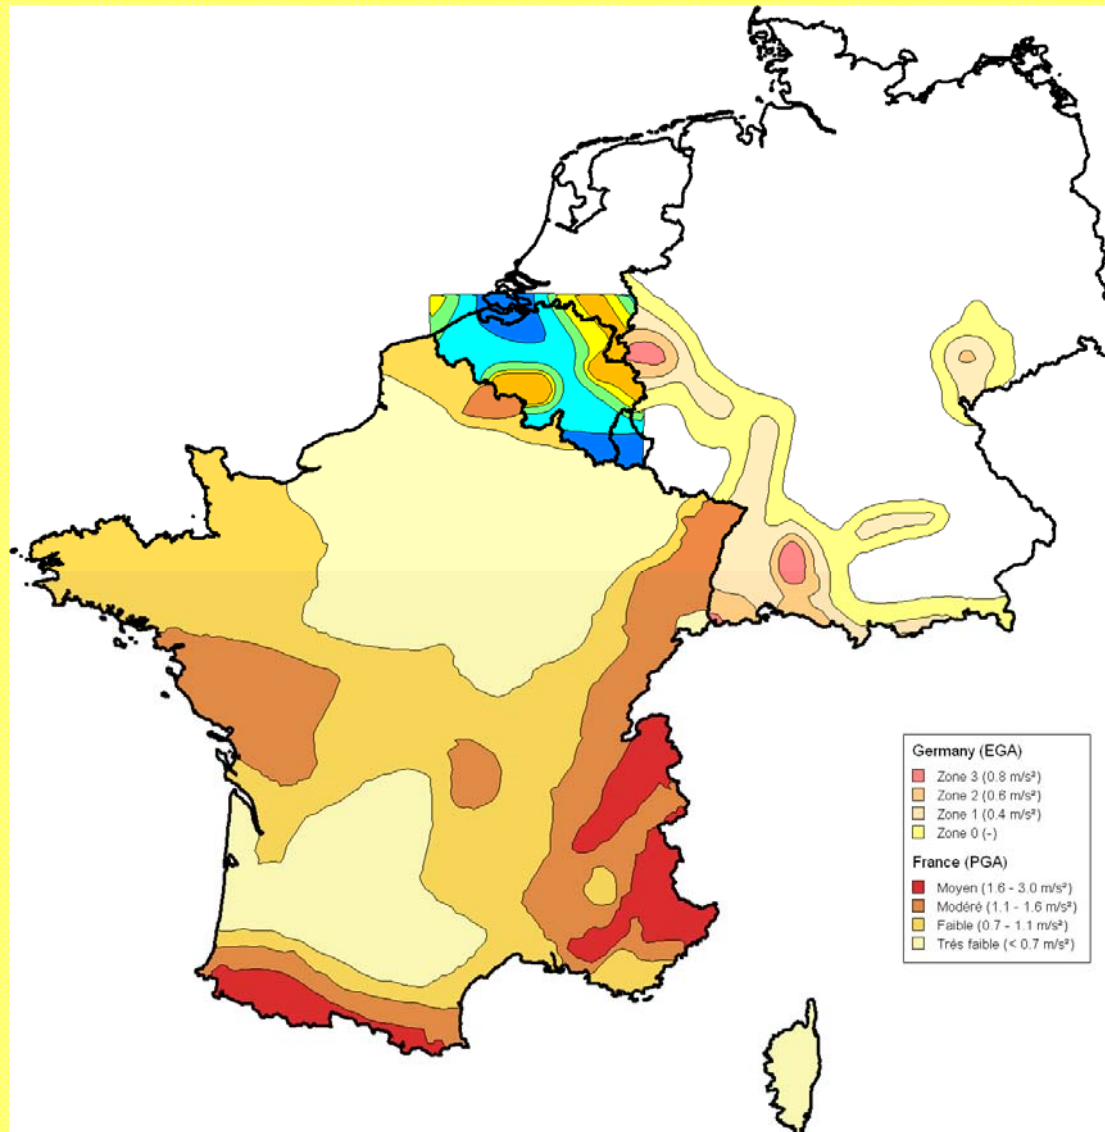 Germany (EGA)
Zone 3 (0.8 m/s²)
Zone 2 (0.6 m/s²)
Zone 1 (0.4 m/s²)
Zone 0 (-)
France (PGA)
Moyen (1.6 - 3.0 m/s²)
Modéré (1.1 - 1.6 m/s²)
Faible (0.7 - 1.1 m/s²)
Trés faible (< 0.7 m/s²)